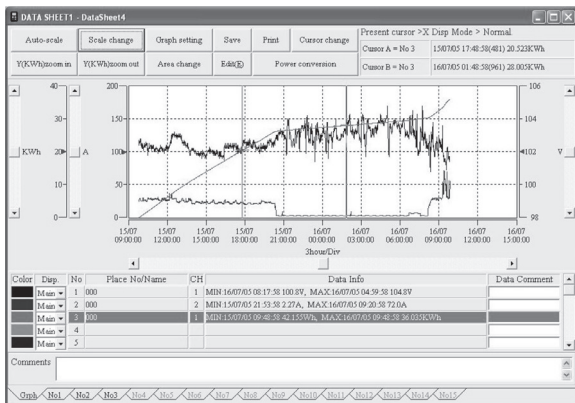 DATA SHEET1 - DataSheet4
Auto-scale Scale change Graph setting Save Print Cursor change
Present cursor >X Disp Mode > Normal
Cursor A = No 3 15/07/05 17:48:58(481) 20.523KWh
Y(KWh)zoom in Y(KWh)zoom out Area change Edit(E) Power conversion
Cursor B = No 3 16/07/05 01:48:58(961) 28.005KWh
40 200 106
30 150 104
KWh 20 A 100 102 V
10 50 100
0 0 98
15/07 15/07 15/07 15/07 15/07 16/07 16/07 16/07 16/07 16/07 16/07
09:00:00 12:00:00 15:00:00 18:00:00 21:00:00 00:00:00 03:00:00 06:00:00 09:00:00 12:00:00 15:00:00
3hour/Div
Color Disp. No Place No/Name CH Data Info Data Comment
Main 1 000 1 MIN:16/07/05 08:17:58 100.8V, MAX:16/07/05 04:59:58 104.8V
Main 2 000 2 MIN:15/07/05 21:53:58 2.27A, MAX:16/07/05 09:20:58 72.0A
Main 3 000 1 MIN:15/07/05 09:48:58 42.155Wh, MAX:16/07/05 09:48:58 36.035KWh
Main 4
Main 5
Comments
Grph No1 No2 No3 No4 No5 No6 No7 No8 No9 No10 No11 No12 No13 No14 No15